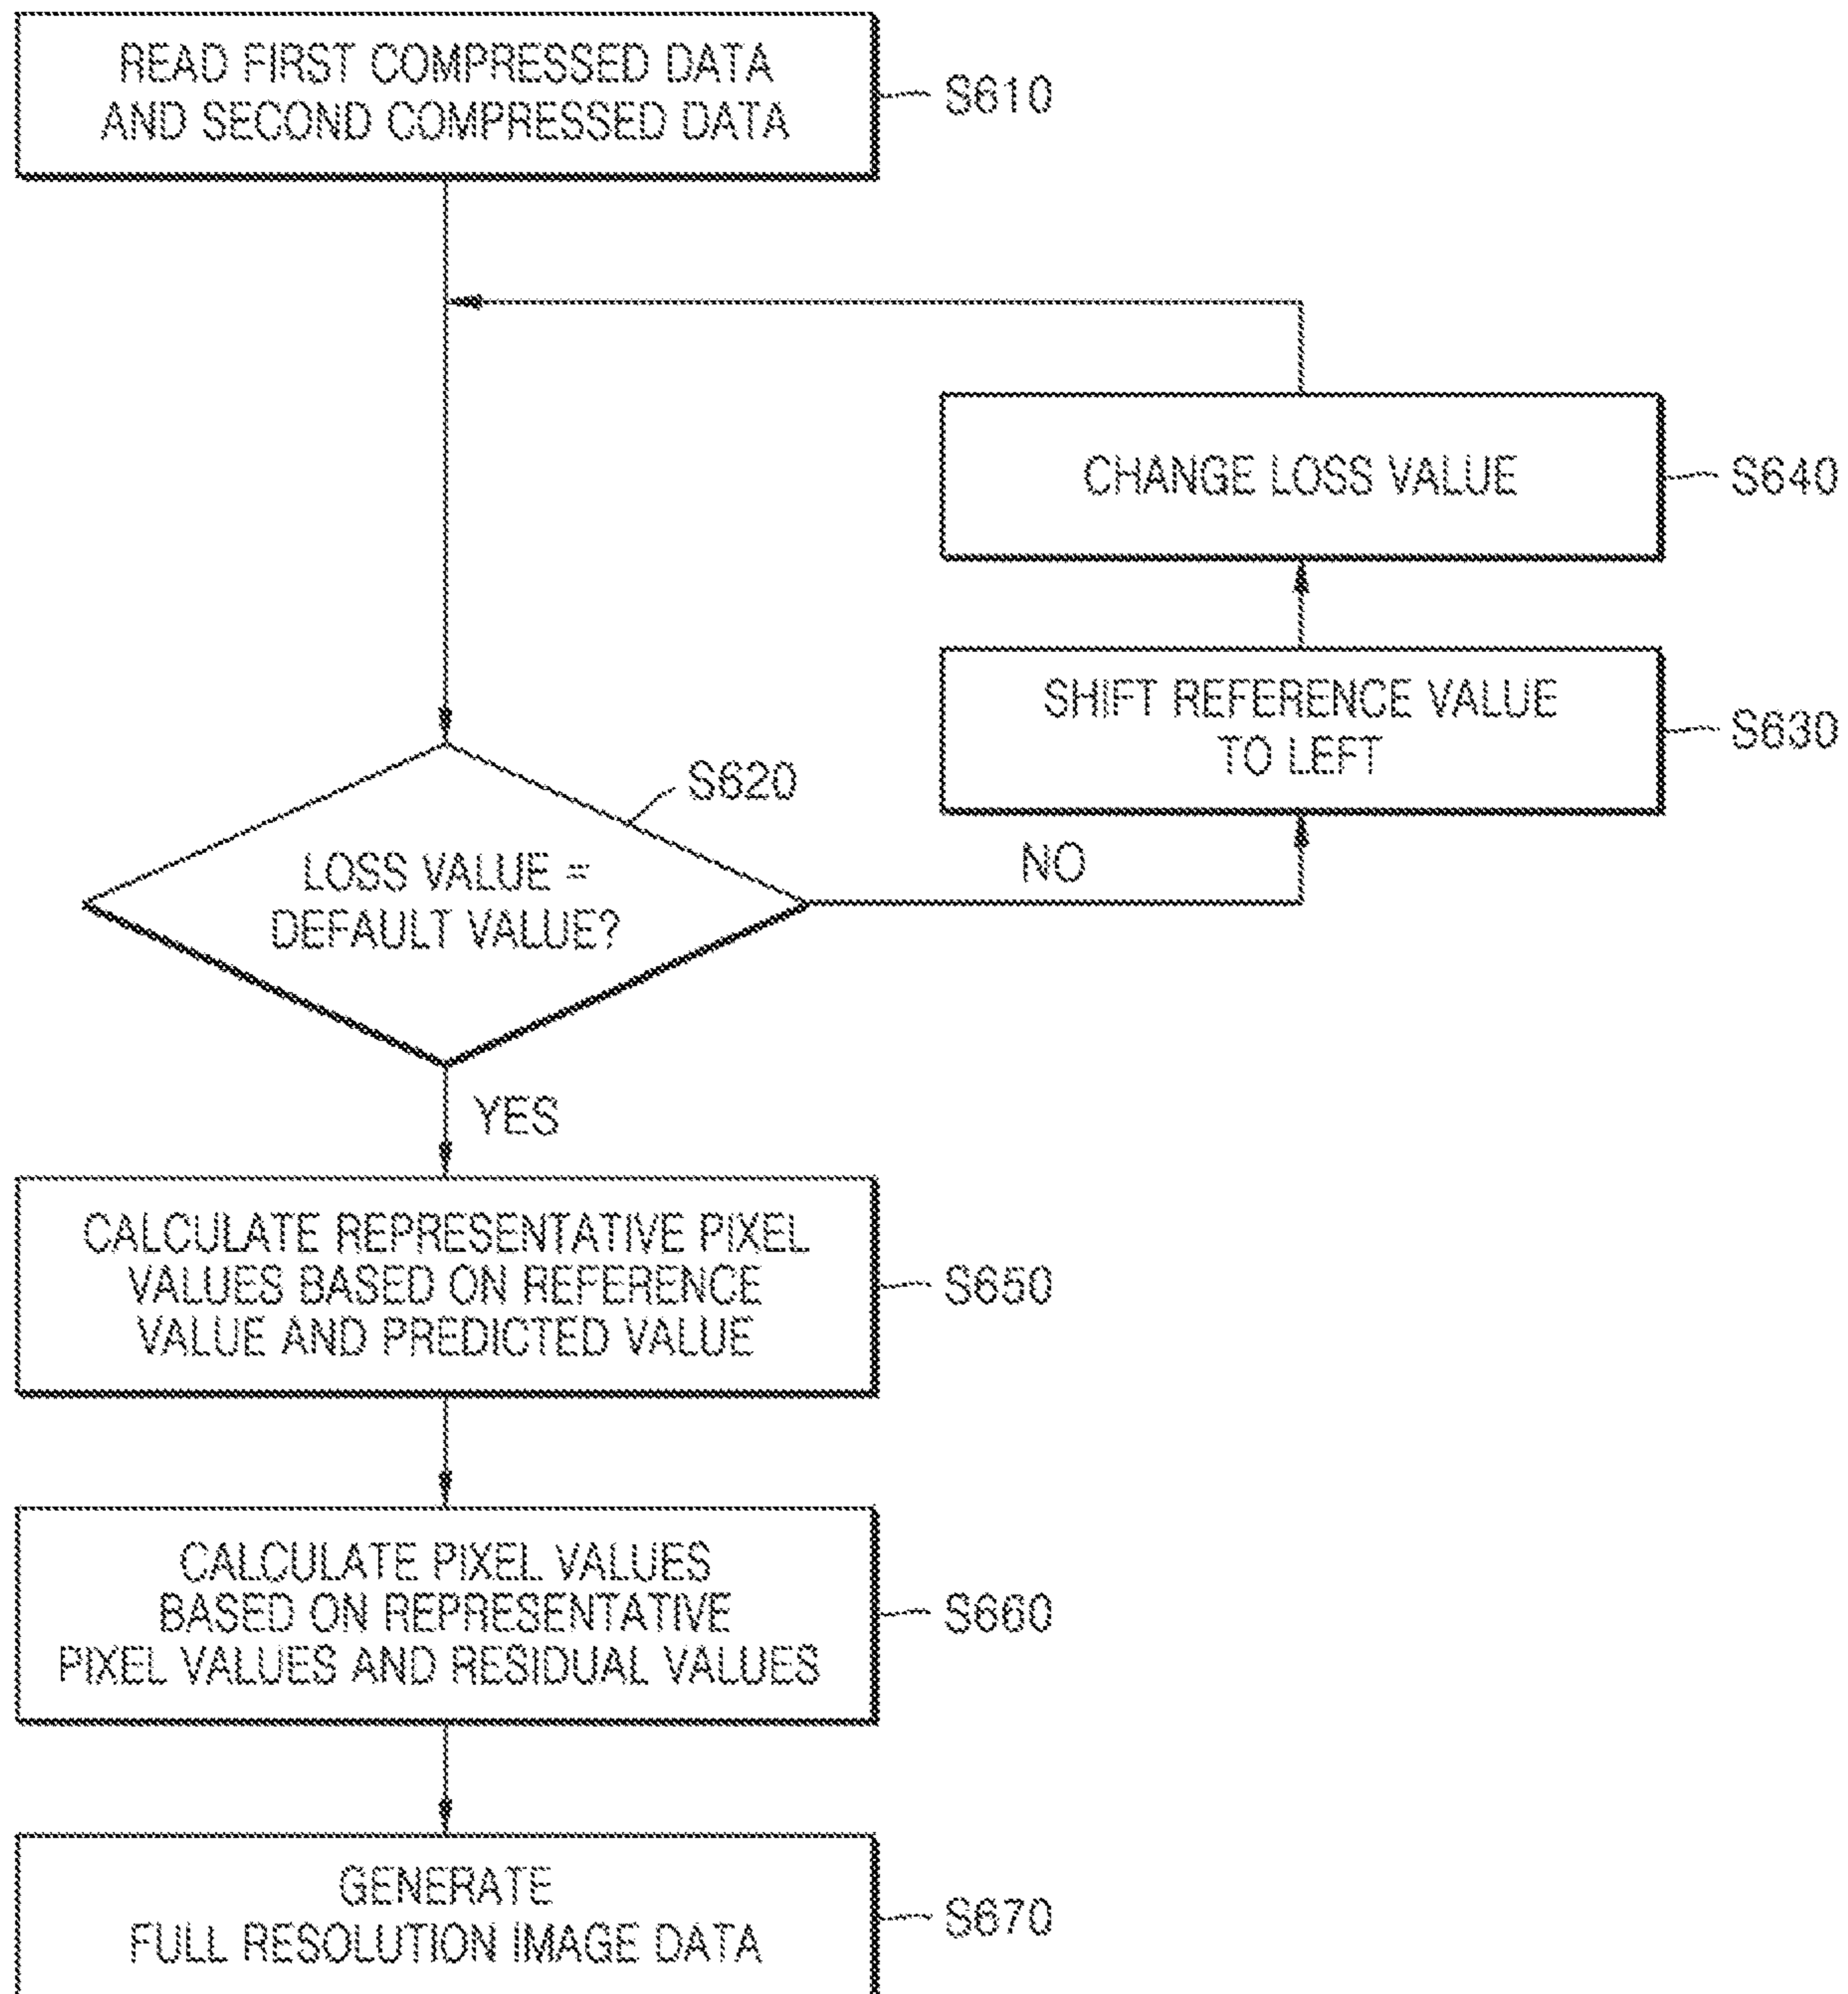 READ FIRST COMPRESSED DATA
AND SECOND COMPRESSED DATA
S610
CHANGE LOSS VALUE
S640
SHIFT REFERENCE VALUE
TO LEFT
S630
S620
LOSS VALUE =
DEFAULT VALUE?
NO
YES
CALCULATE REPRESENTATIVE PIXEL
VALUES BASED ON REFERENCE
VALUE AND PREDICTED VALUE
S650
CALCULATE PIXEL VALUES
BASED ON REPRESENTATIVE
PIXEL VALUES AND RESIDUAL VALUES
S660
GENERATE
FULL RESOLUTION IMAGE DATA
S670